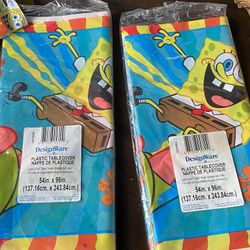 DesignWare
PLASTIC TABLECOVER
NAPPE DE PLASTIQUE
54in. x 96in.
(137.16cm. x 243.84cm.)
DesignWare
PLASTIC TABLECOVER
NAPPE DE PLASTIQUE
54in. x 96in.
(137.16cm. x 243.84cm.)